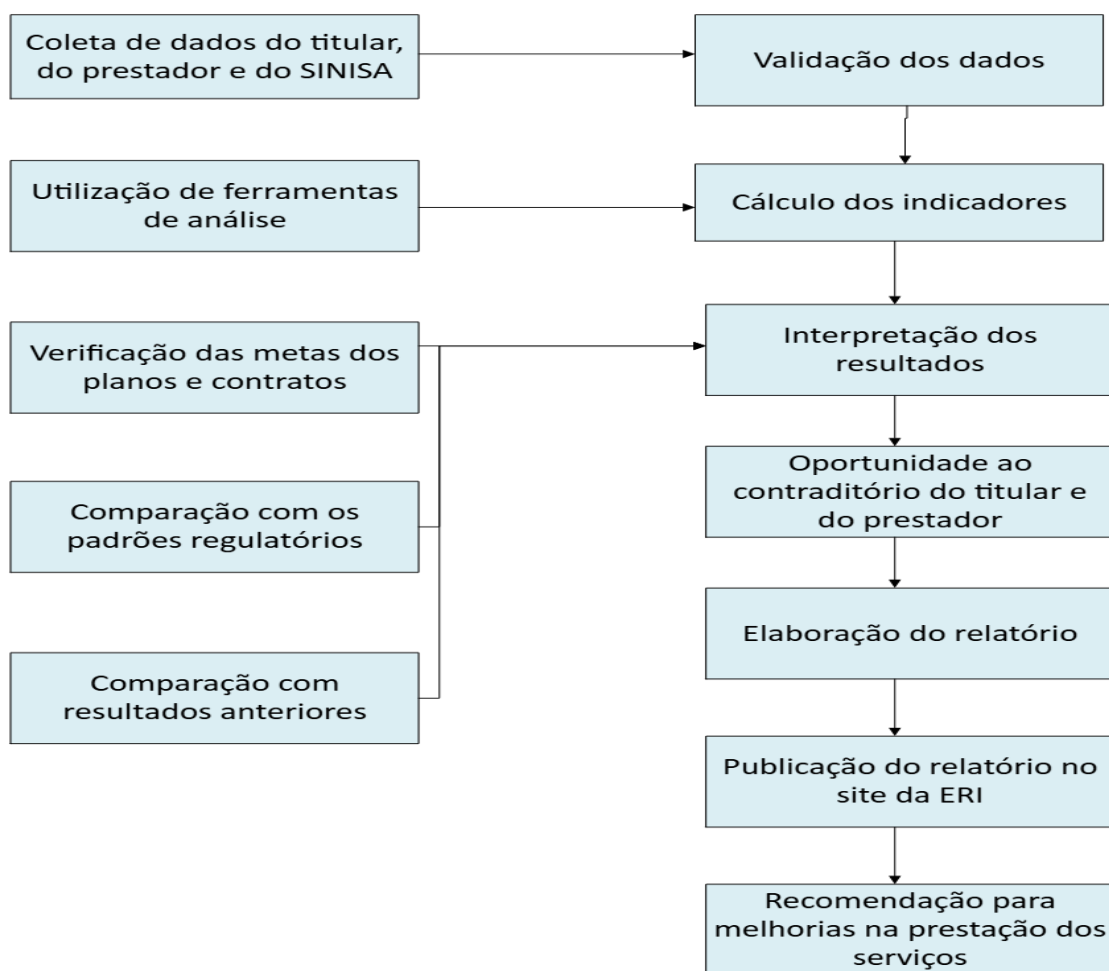 Coleta de dados do titular,
do prestador e do SINISA
Validação dos dados
Utilização de ferramentas
de análise
Cálculo dos indicadores
Verificação das metas dos
planos e contratos
Interpretação dos
resultados
Comparação com os
padrões regulatórios
Oportunidade ao
contraditório do titular e
do prestador
Comparação com
resultados anteriores
Elaboração do relatório
Publicação do relatório no
site da ERI
Recomendação para
melhorias na prestação dos
serviços